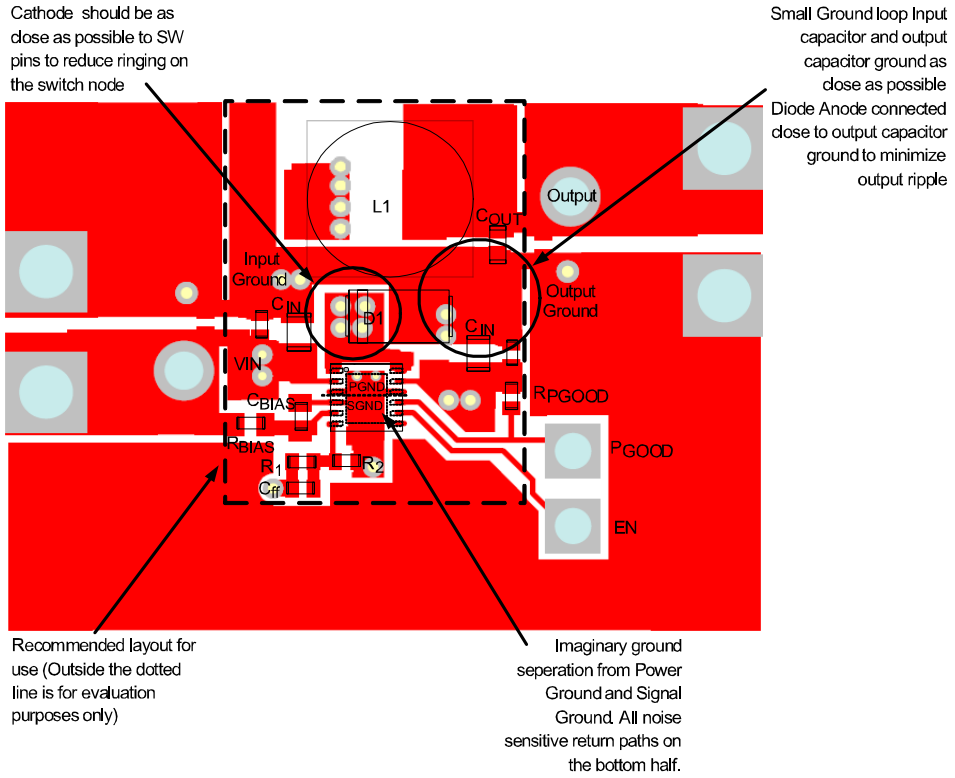 Cathode should be as
close as possible to SW
pins to reduce ringing on
the switch node
Small Ground loop Input
capacitor and output
capacitor ground as
close as possible
Diode Anode connected
close to output capacitor
ground to minimize
output ripple
L1
Output
COUT
Input
Ground
Output
Ground
CIN
D1
CIN
VIN
PGND
SGND
RPGOOD
CBIAS
RBIAS
PGOOD
R1
R2
Cff
EN
Recommended layout for
use (Outside the dotted
line is for evaluation
purposes only)
Imaginary ground
seperation from Power
Ground and Signal
Ground. All noise
sensitive return paths on
the bottom half.